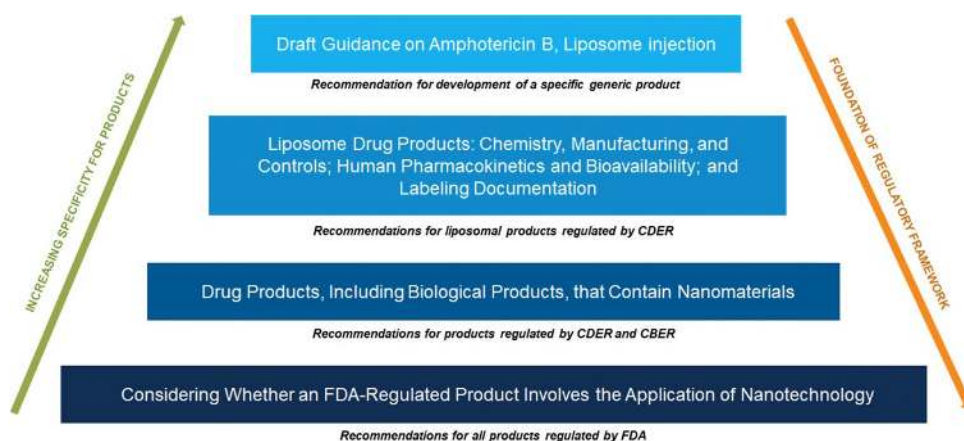 Draft Guidance on Amphotericin B, Liposome injection
Recommendation for development of a specific generic product
Liposome Drug Products: Chemistry, Manufacturing, and
Controls; Human Pharmacokinetics and Bioavailability; and
Labeling Documentation
Recommendations for liposomal products regulated by CDER
Drug Products, Including Biological Products, that Contain Nanomaterials
Recommendations for products regulated by CDER and CBER
Considering Whether an FDA-Regulated Product Involves the Application of Nanotechnology
Recommendations for all products regulated by FDA
INCREASING SPECIFICITY FOR PRODUCTS
FOUNDATION OF REGULATORY FRAMEWORK